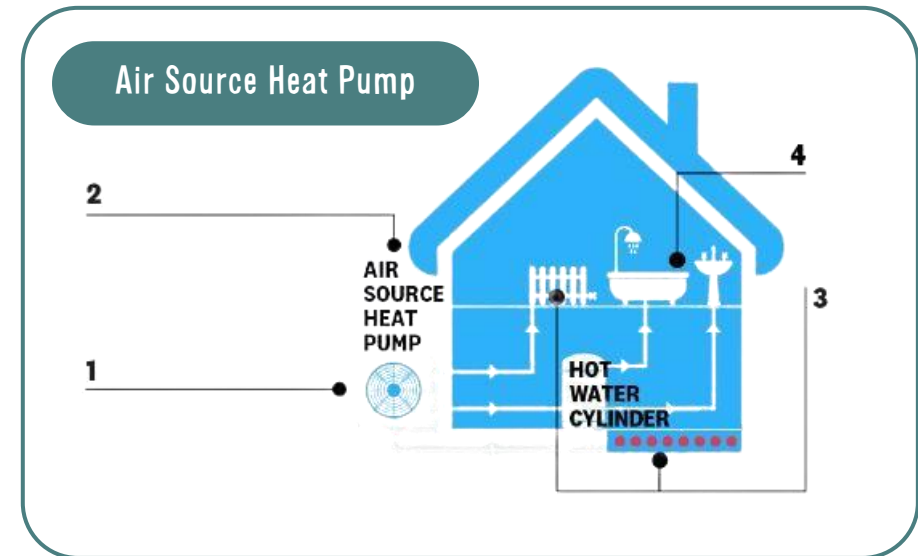 Air Source Heat Pump
4
2
AIR
SOURCE
HEAT
PUMP
3
1
HOT
WATER
CYLINDER